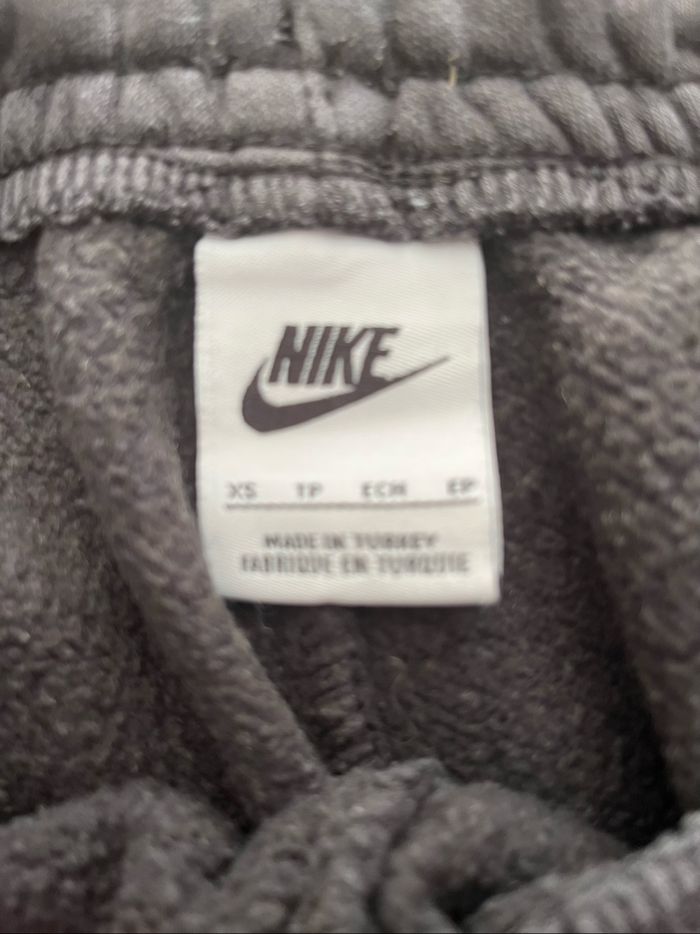 NIKE
XS TP ECH EP
MADE IN TURKEY
FABRIQUE EN TURQUIE